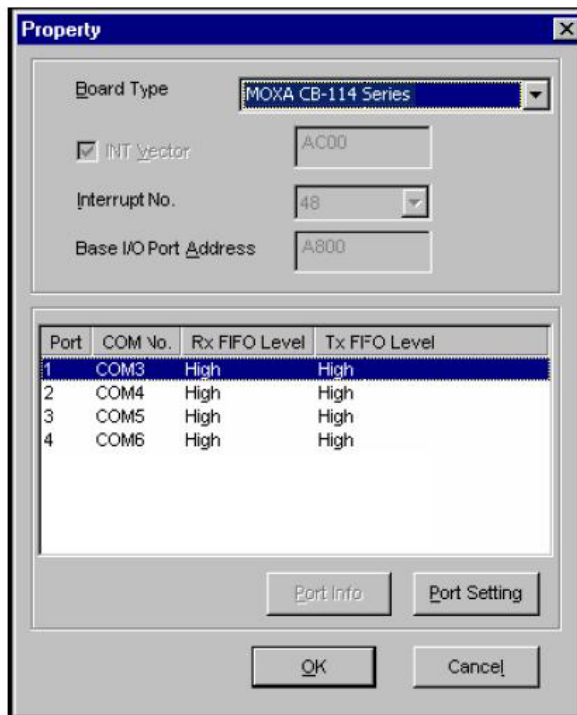 Property
Board Type MOXA CB-114 Series
INT Vector AC00
Interrupt No. 48
Base I/O Port Address A800
Port COM No. Rx FIFO Level Tx FIFO Level
1 COM3 High High
2 COM4 High High
3 COM5 High High
4 COM6 High High
Port Info Port Setting
OK Cancel